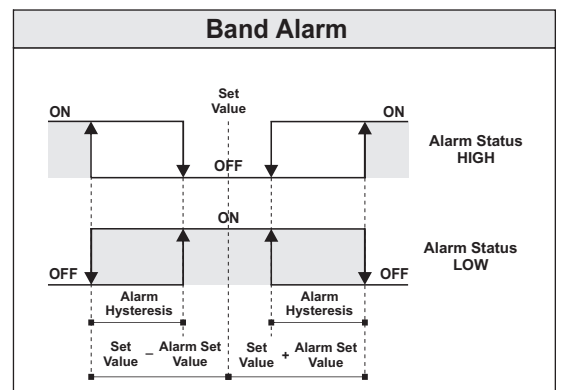 Band Alarm
Set
Value
ON
ON
OFF
Alarm Status
HIGH
ON
OFF
OFF
Alarm Status
LOW
Alarm
Hysteresis
Alarm
Hysteresis
Set
Value
–
Alarm Set
Value
Set
Value
+
Alarm Set
Value